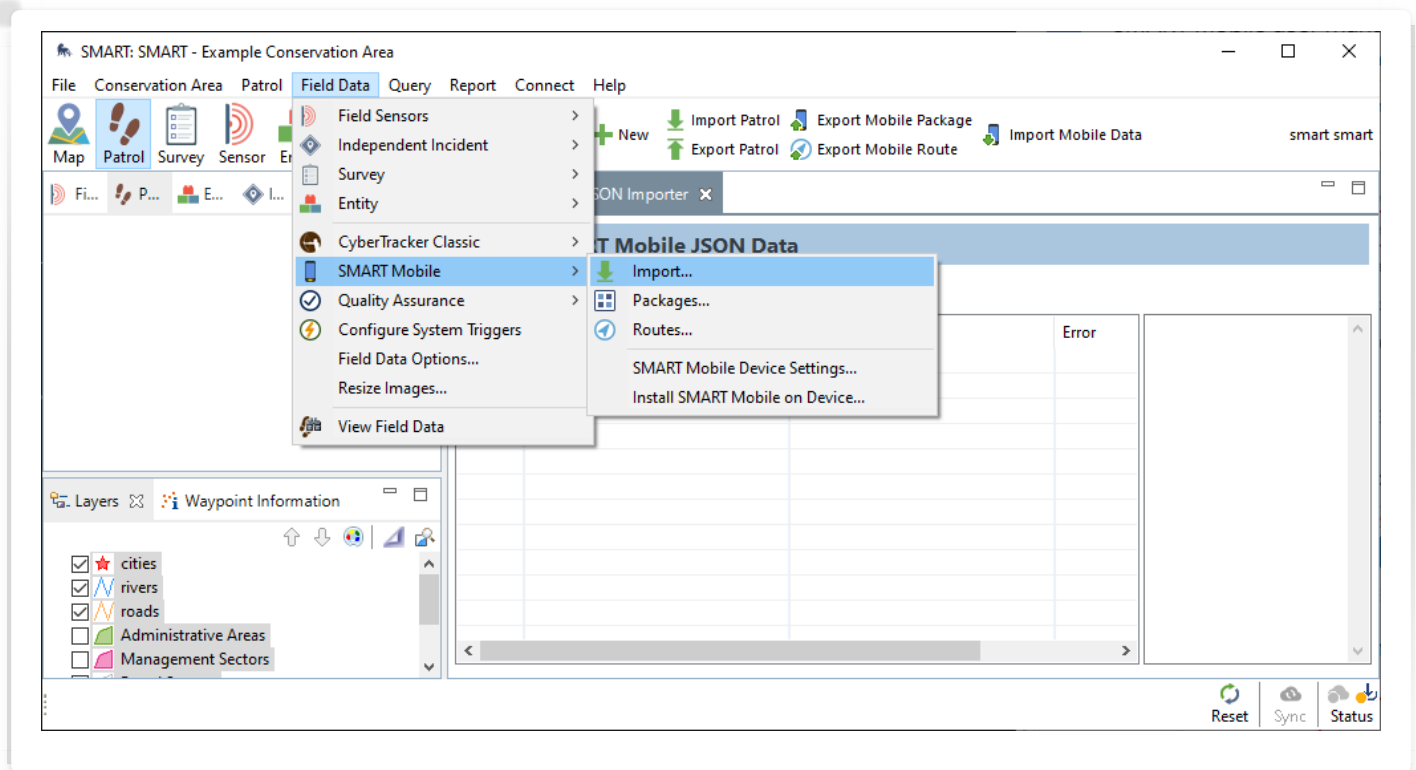 SMART: SMART - Example Conservation Area
File Conservation Area Patrol Field Data Query Report Connect Help
Map Patrol Survey Sensor
New
Import Patrol
Export Patrol
Export Mobile Package
Export Mobile Route
Import Mobile Data
smart smart
Fi... P... E... I...
Field Sensors
Independent Incident
Survey
Entity
CyberTracker Classic
SMART Mobile
Quality Assurance
Configure System Triggers
Field Data Options...
Resize Images...
View Field Data
Import...
Packages...
Routes...
SMART Mobile Device Settings...
Install SMART Mobile on Device...
Importer
Mobile JSON Data
Error
Layers Waypoint Information
cities
rivers
roads
Administrative Areas
Management Sectors
Reset Sync Status